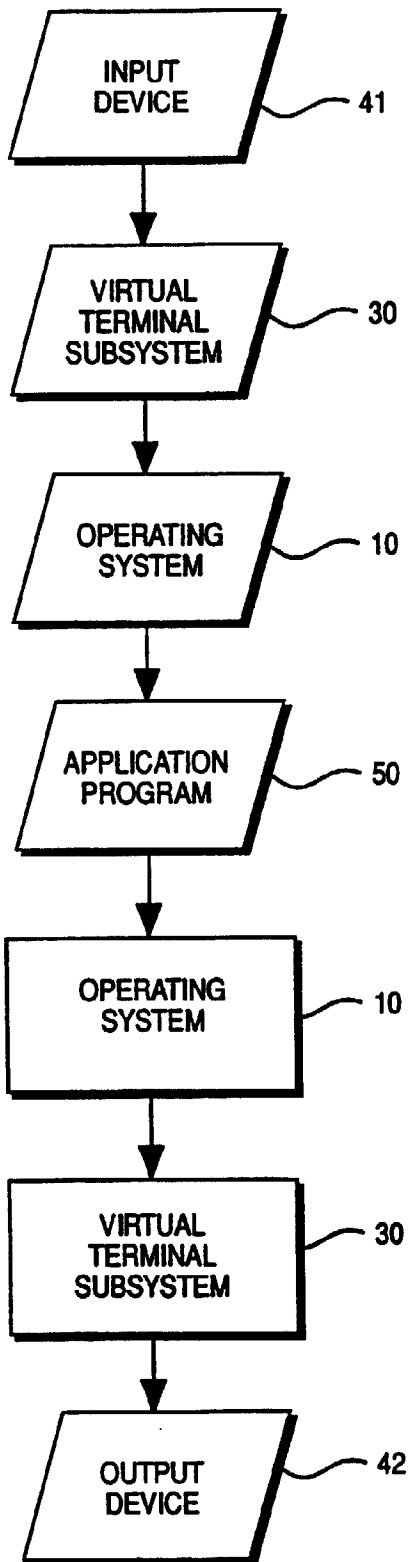 INPUT
DEVICE
41
VIRTUAL
TERMINAL
SUBSYSTEM
30
OPERATING
SYSTEM
10
APPLICATION
PROGRAM
50
OPERATING
SYSTEM
10
VIRTUAL
TERMINAL
SUBSYSTEM
30
OUTPUT
DEVICE
42